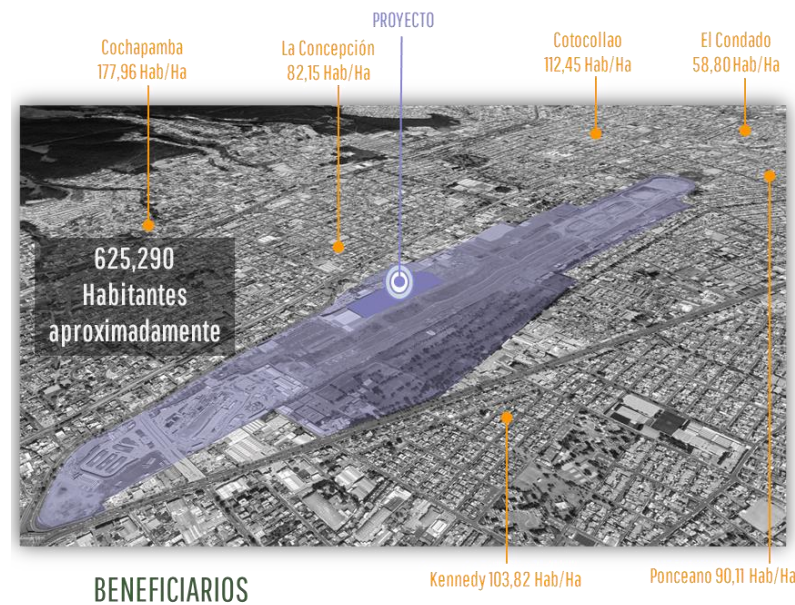 PROYECTO
Cochapamba
177,96 Hab/Ha
La Concepción
82,15 Hab/Ha
Cotocollao
112,45 Hab/Ha
El Condado
58,80 Hab/Ha
625,290
Habitantes
aproximadamente
Kennedy 103,82 Hab/Ha
Ponceano 90,11 Hab/Ha
BENEFICIARIOS